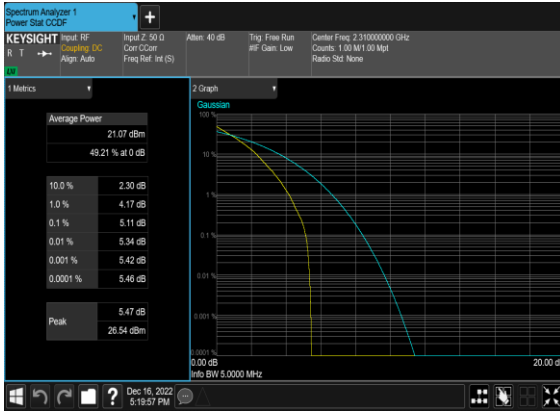 Spectrum Analyzer 1
Power Stat CCDF
KEYSIGHT Input: RF Input Z: 50 Ω Atten: 40 dB Trig: Free Run Center Freq: 2.310000000 GHz
R T Coupling: DC Corr CCorr #IF Gain: Low Counts: 1.00 M/1.00 Mpt
Align: Auto Freq Ref: Int (S) Radio Std: None
1 Metrics
2 Graph
Average Power
21.07 dBm
49.21 % at 0 dB
10.0 % 2.30 dB
1.0 % 4.17 dB
0.1 % 5.11 dB
0.01 % 5.34 dB
0.001 % 5.42 dB
0.0001 % 5.46 dB
Peak 5.47 dB
26.54 dBm
Gaussian
100 %
10 %
1 %
0.1 %
0.01 %
0.001 %
0.0001 %
0.00 dB 20.00 d
Info BW 5.0000 MHz
Dec 16, 2022
5:19:57 PM